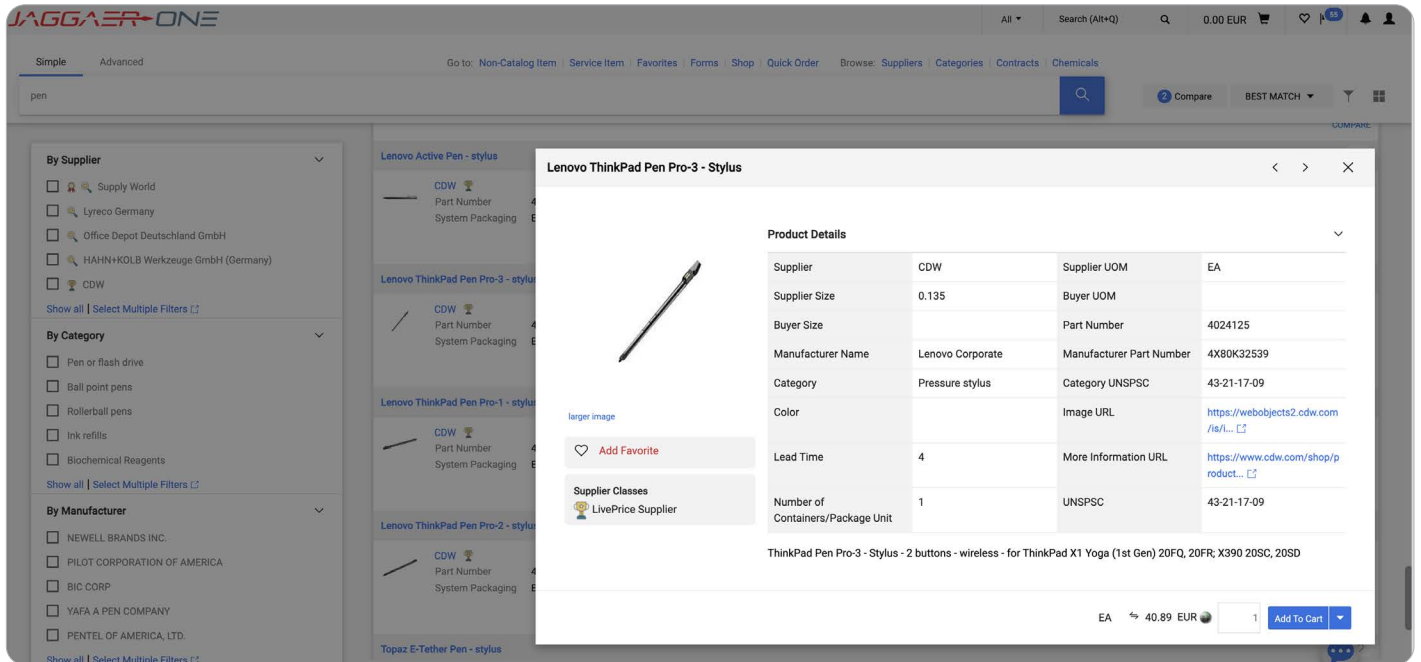 JAGGAER ONE
All
Search (Alt+Q)
0.00 EUR
55
Simple
Advanced
Go to: Non-Catalog Item | Service Item | Favorites | Forms | Shop | Quick Order Browse: Suppliers | Categories | Contracts | Chemicals
pen
2 Compare
BEST MATCH
COMPARE
By Supplier
Supply World
Lyreco Germany
Office Depot Deutschland GmbH
HAHN+KOLB Werkzeuge GmbH (Germany)
CDW
Show all | Select Multiple Filters
By Category
Pen or flash drive
Ball point pens
Rollerball pens
Ink refills
Biochemical Reagents
Show all | Select Multiple Filters
By Manufacturer
NEWELL BRANDS INC.
PILOT CORPORATION OF AMERICA
BIC CORP
YAFA A PEN COMPANY
PENTEL OF AMERICA, LTD.
Show all | Select Multiple Filters
Lenovo Active Pen - stylus
CDW
Part Number 4
System Packaging E
Lenovo ThinkPad Pen Pro-3 - stylus
CDW
Part Number 4
System Packaging E
Lenovo ThinkPad Pen Pro-1 - stylus
CDW
Part Number 4
System Packaging E
Lenovo ThinkPad Pen Pro-2 - stylus
CDW
Part Number 4
System Packaging E
Topaz E-Tether Pen - stylus
Lenovo ThinkPad Pen Pro-3 - Stylus
larger image
Add Favorite
Supplier Classes
LivePrice Supplier
Product Details
Supplier CDW Supplier UOM EA
Supplier Size 0.135 Buyer UOM
Buyer Size Part Number 4024125
Manufacturer Name Lenovo Corporate Manufacturer Part Number 4X80K32539
Category Pressure stylus Category UNSPSC 43-21-17-09
Color Image URL https://webobjects2.cdw.com
/is/i...
Lead Time 4 More Information URL https://www.cdw.com/shop/p
roduct...
Number of
Containers/Package Unit 1 UNSPSC 43-21-17-09
ThinkPad Pen Pro-3 - Stylus - 2 buttons - wireless - for ThinkPad X1 Yoga (1st Gen) 20FQ, 20FR; X390 20SC, 20SD
EA 40.89 EUR 1 Add To Cart